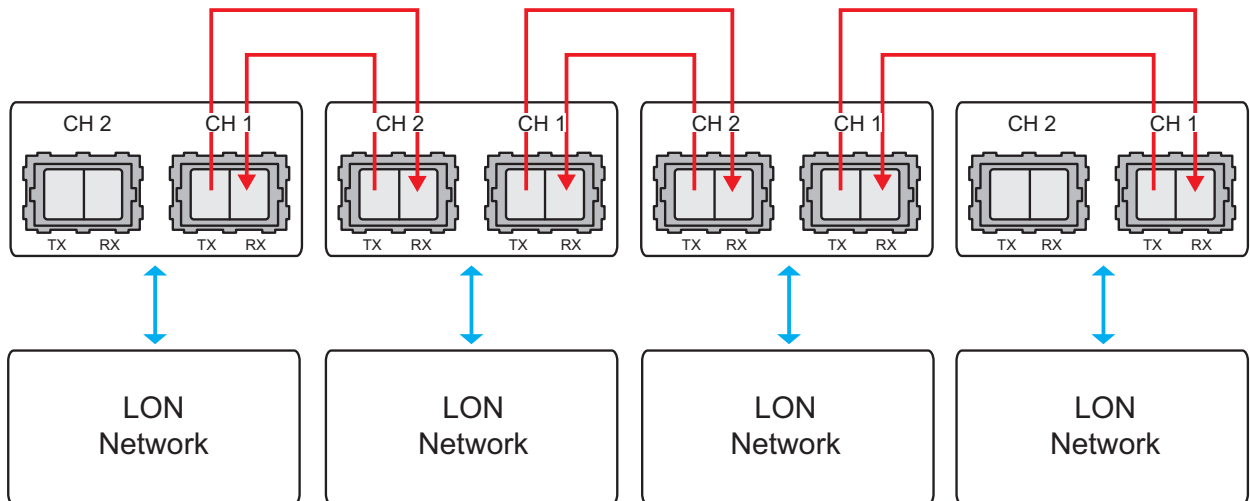 CH 2 CH 1 CH 2 CH 1 CH 2 CH 1 CH 2 CH 1
TX RX TX RX TX RX TX RX TX RX TX RX TX RX TX RX
LON LON LON LON
Network Network Network Network